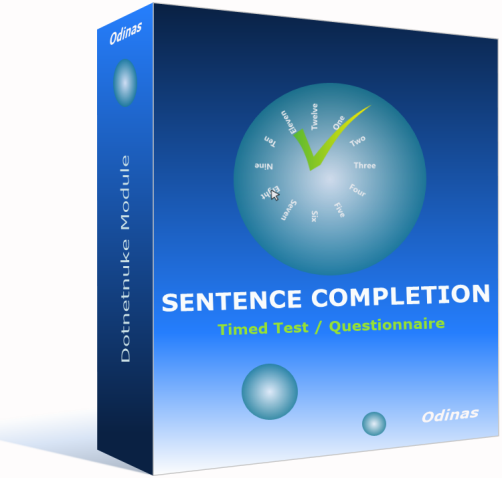 Odinas
Dotnetnuke Module
Twelve
One
Two
Three
Four
Five
Six
Seven
Eight
Nine
Ten
Eleven
SENTENCE COMPLETION
Timed Test / Questionnaire
Odinas